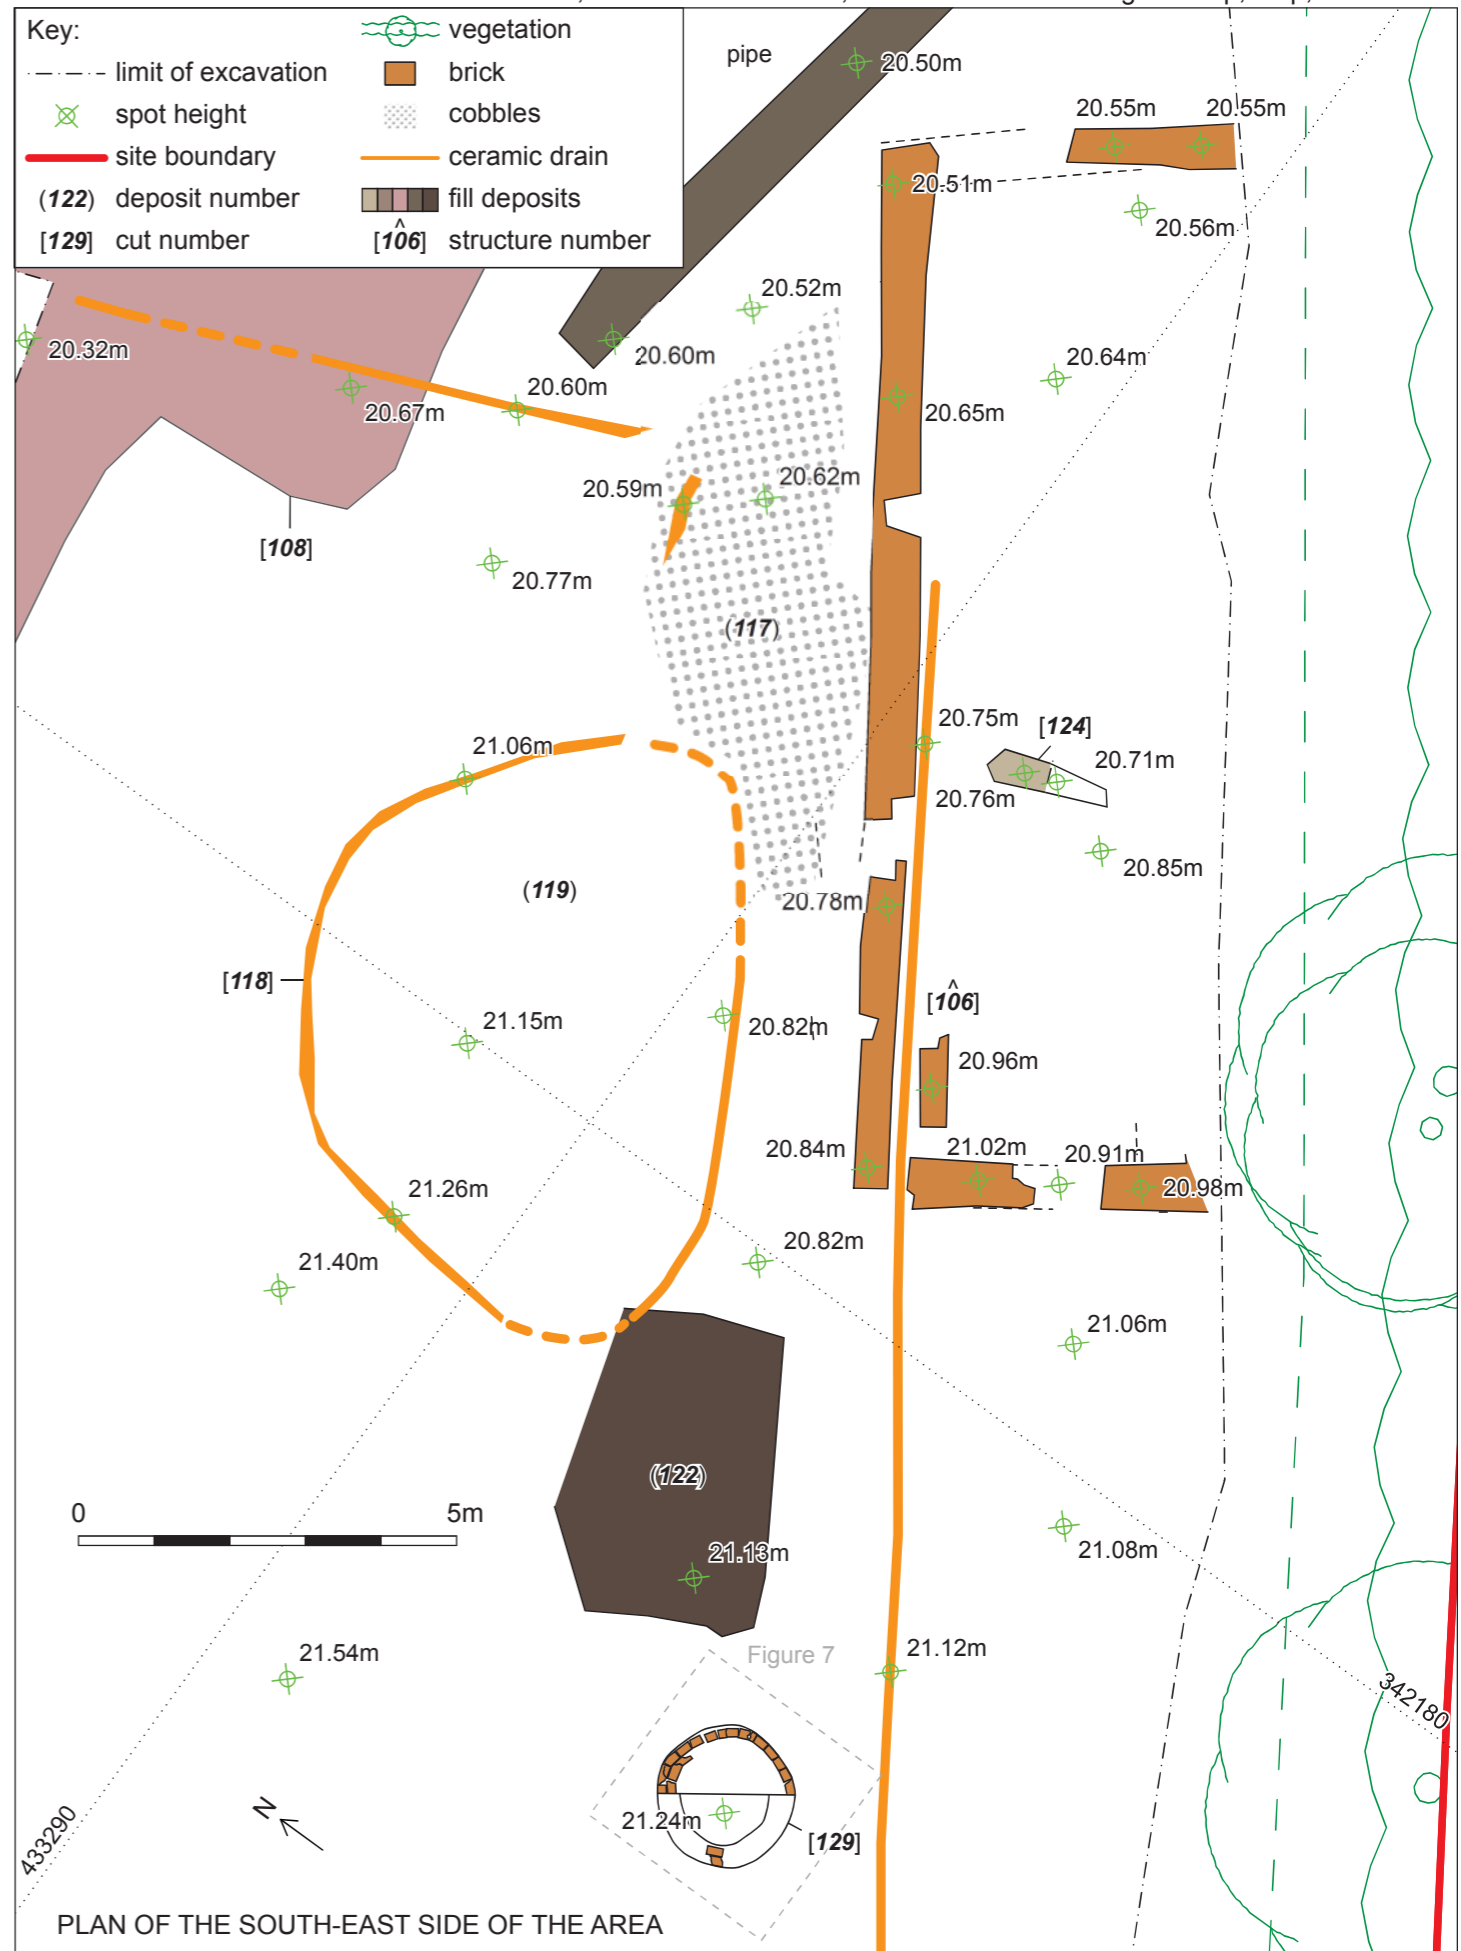 Key:
limit of excavation
spot height
site boundary
(122) deposit number
[129] cut number
vegetation
brick
cobbles
ceramic drain
fill deposits
[106] structure number
^
pipe
20.50m
20.55m 20.55m
20.51m
20.56m
20.52m
20.32m
20.60m
20.64m
20.60m
20.67m
20.65m
20.59m
20.62m
[108]
20.77m
(117)
20.75m
[124]
21.06m
20.71m
20.76m
20.85m
(119)
20.78m
[118]
^
[106]
21.15m
20.82m
20.96m
20.84m
21.02m
20.91m
21.26m
20.98m
20.82m
21.40m
21.06m
(122)
0 5m
21.13m
21.08m
21.54m
Figure 7
21.12m
342180
21.24m
[129]
N
433290
PLAN OF THE SOUTH-EAST SIDE OF THE AREA